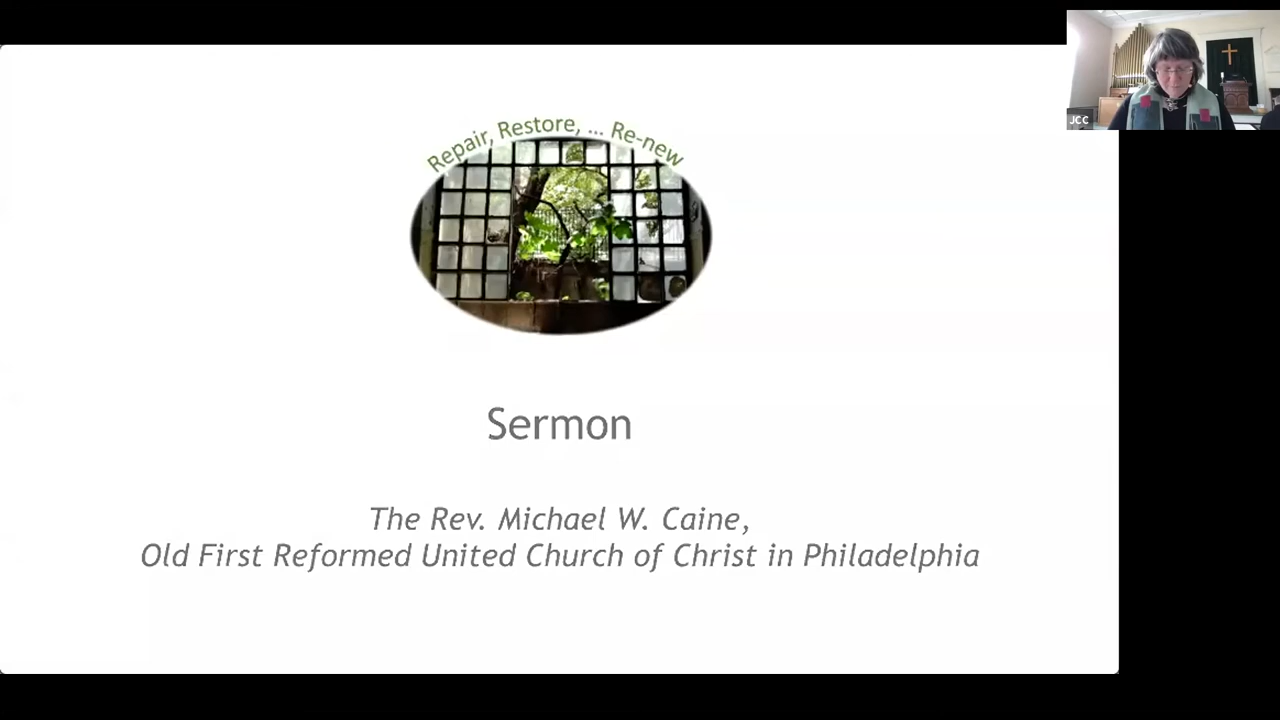 Repair, Restore, ... Re-new
Sermon
The Rev. Michael W. Caine,
Old First Reformed United Church of Christ in Philadelphia
JCC